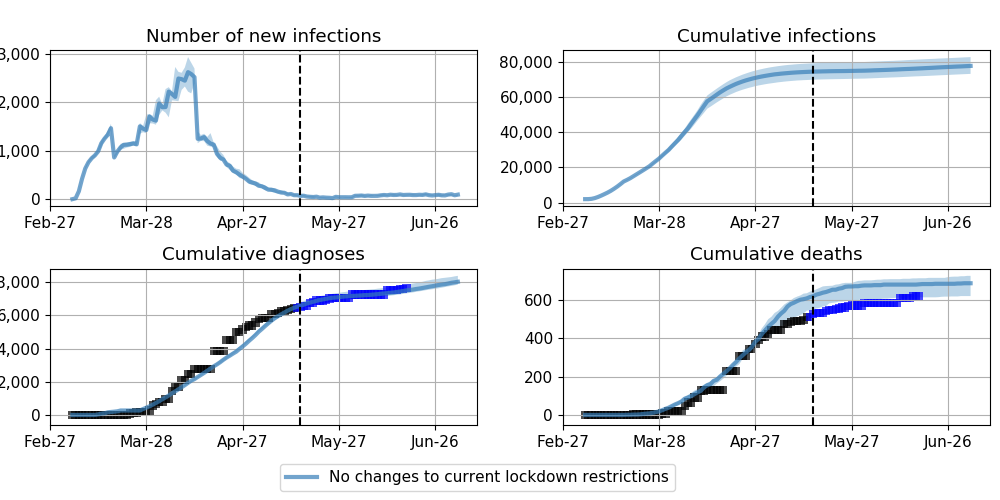 Number of new infections
3,000
2,000
1,000
0
Feb-27 Mar-28 Apr-27 May-27 Jun-26
Cumulative infections
80,000
60,000
40,000
20,000
0
Feb-27 Mar-28 Apr-27 May-27 Jun-26
Cumulative diagnoses
8,000
6,000
4,000
2,000
0
Feb-27 Mar-28 Apr-27 May-27 Jun-26
Cumulative deaths
600
400
200
0
Feb-27 Mar-28 Apr-27 May-27 Jun-26
No changes to current lockdown restrictions